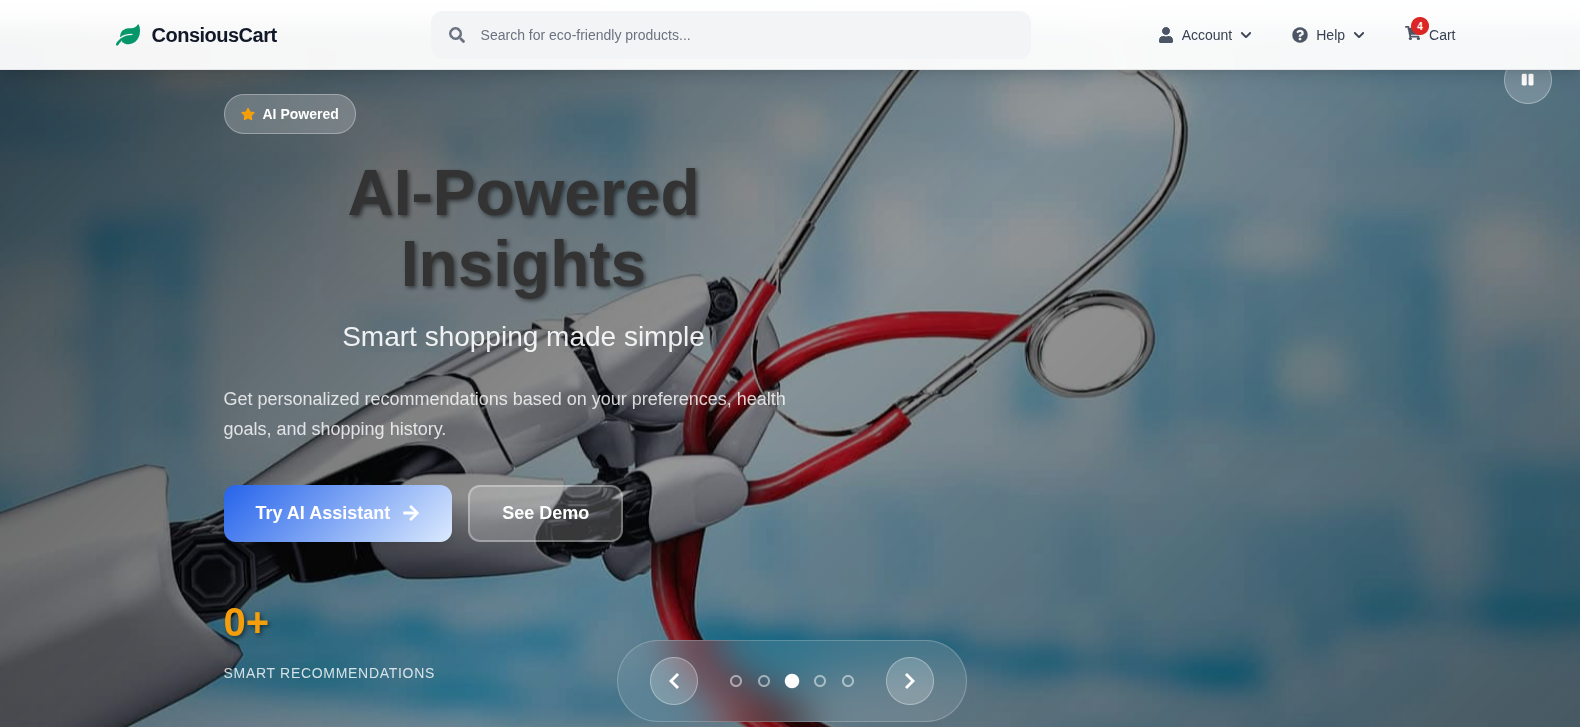 ConsiousCart
Search for eco-friendly products...
Account
Help
4
Cart
AI Powered
AI-Powered
Insights
Smart shopping made simple
Get personalized recommendations based on your preferences, health
goals, and shopping history.
Try AI Assistant
See Demo
0+
SMART RECOMMENDATIONS